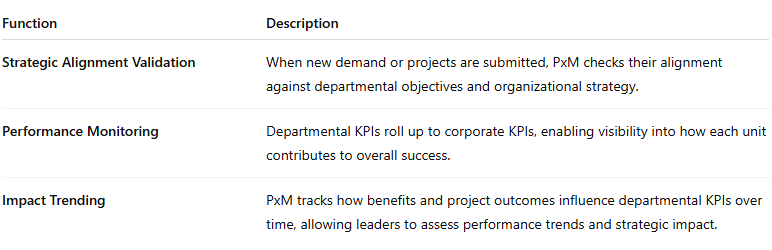 Function Description
Strategic Alignment Validation When new demand or projects are submitted, PxM checks their alignment
against departmental objectives and organizational strategy.
Performance Monitoring Departmental KPIs roll up to corporate KPIs, enabling visibility into how each unit
contributes to overall success.
Impact Trending PxM tracks how benefits and project outcomes influence departmental KPIs over
time, allowing leaders to assess performance trends and strategic impact.